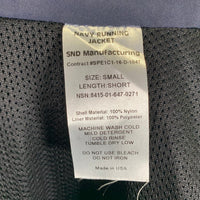 NAVY RUNNING
JACKET
SND Manufacturing
Contract #SPE1C1-16-D-1047
SIZE: SMALL
LENGTH: SHORT
NSN: 8415-01-647-9271
Shell Material: 100% Nylon
Liner Material: 100% Polyester
MACHINE WASH COLD
MILD DETERGENT
COLD RINSE
TUMBLE DRY LOW
DO NOT USE BLEACH
DO NOT IRON
Made in U.S.A.